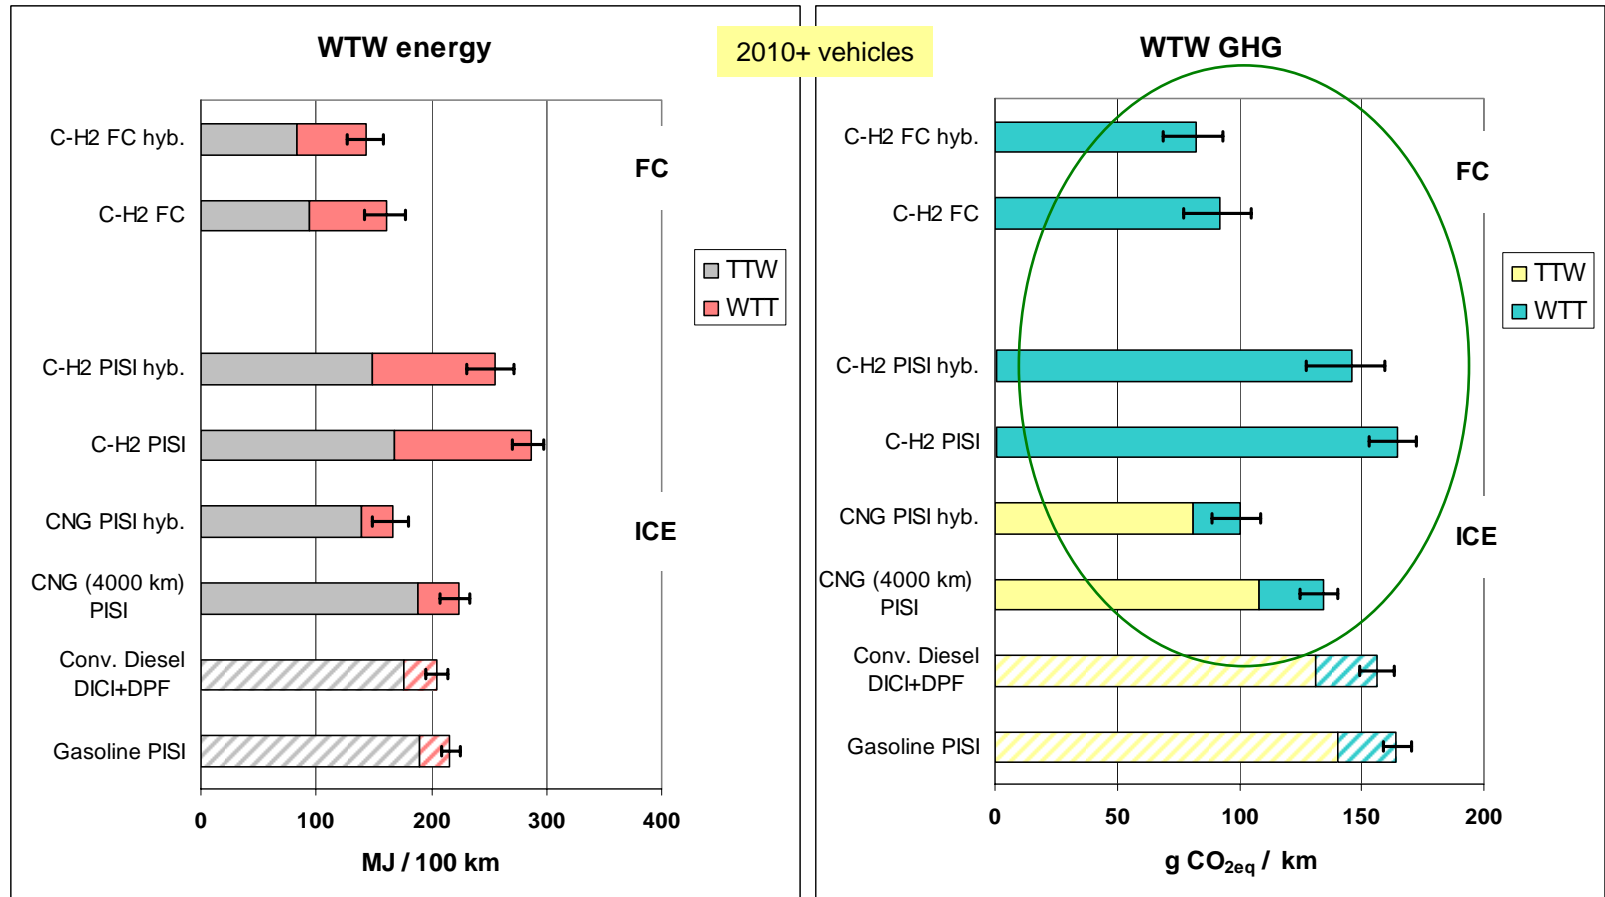 2010+ vehicles
WTW energy
C-H2 FC hyb.
C-H2 FC
C-H2 PISI hyb.
C-H2 PISI
CNG PISI hyb.
CNG (4000 km)
PISI
Conv. Diesel
DICI+DPF
Gasoline PISI
FC
ICE
TTW
WTT
0 100 200 300 400
MJ / 100 km
WTW GHG
C-H2 FC hyb.
C-H2 FC
C-H2 PISI hyb.
C-H2 PISI
CNG PISI hyb.
CNG (4000 km)
PISI
Conv. Diesel
DICI+DPF
Gasoline PISI
FC
ICE
TTW
WTT
0 50 100 150 200
g CO2eq / km